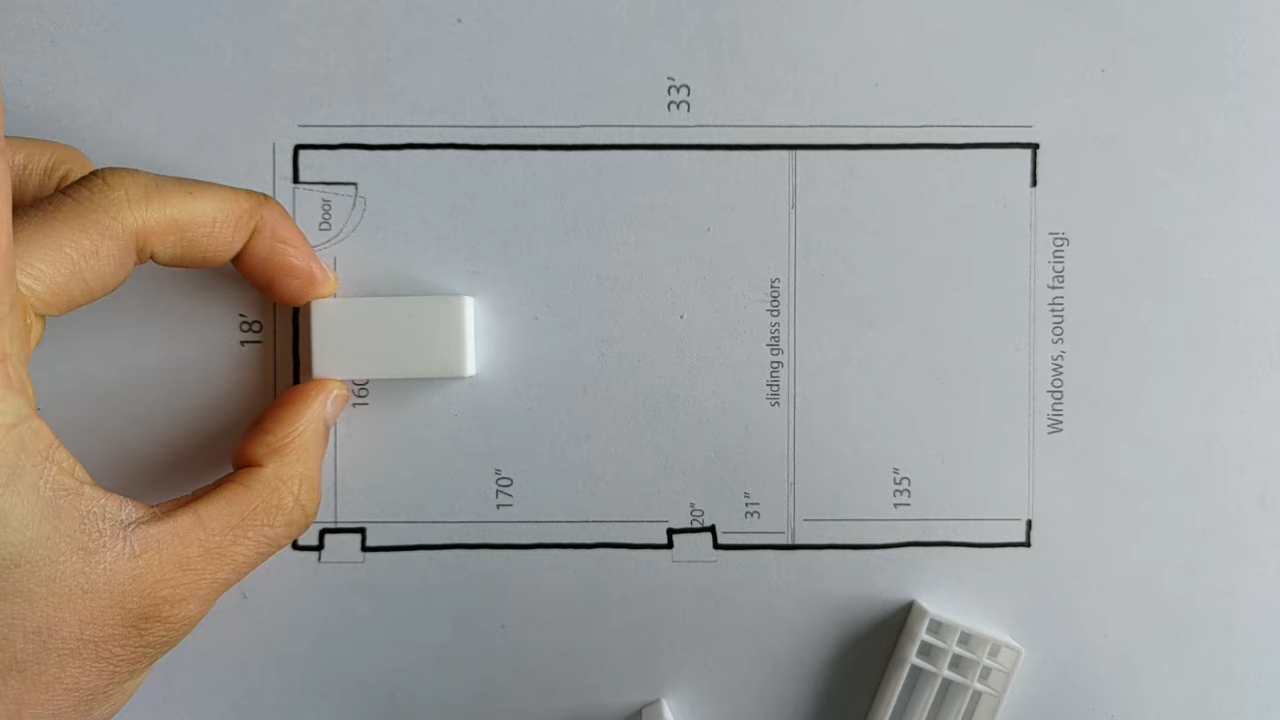 33’
Door
18’
160
sliding glass doors
Windows, south facing!
170”
20”
31”
135”